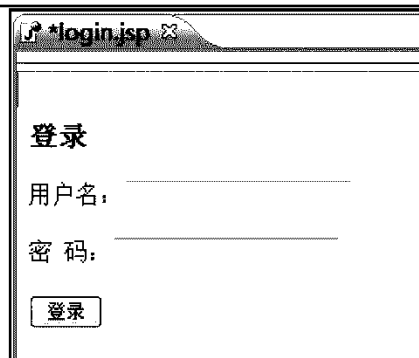 *login.jsp
登录
用户名：
密 码：
登录